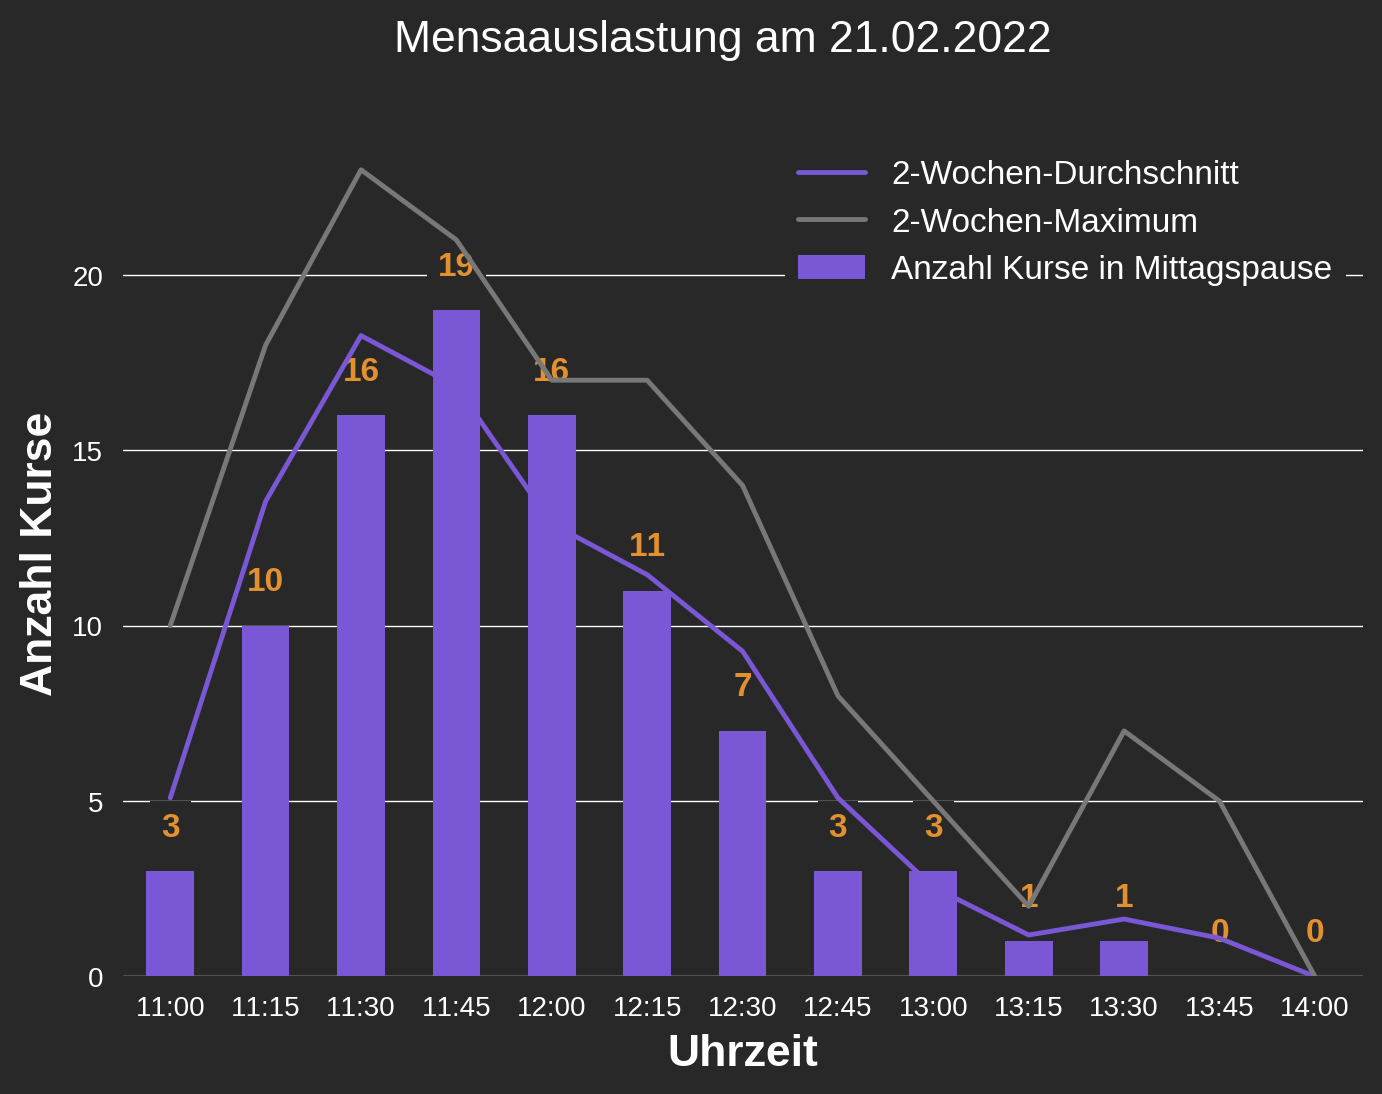 Mensaauslastung am 21.02.2022
2-Wochen-Durchschnitt
2-Wochen-Maximum
Anzahl Kurse in Mittagspause
Anzahl Kurse
20
15
10
5
0
3
10
16
19
16
11
7
3
3
1
1
0
0
11:00 11:15 11:30 11:45 12:00 12:15 12:30 12:45 13:00 13:15 13:30 13:45 14:00
Uhrzeit